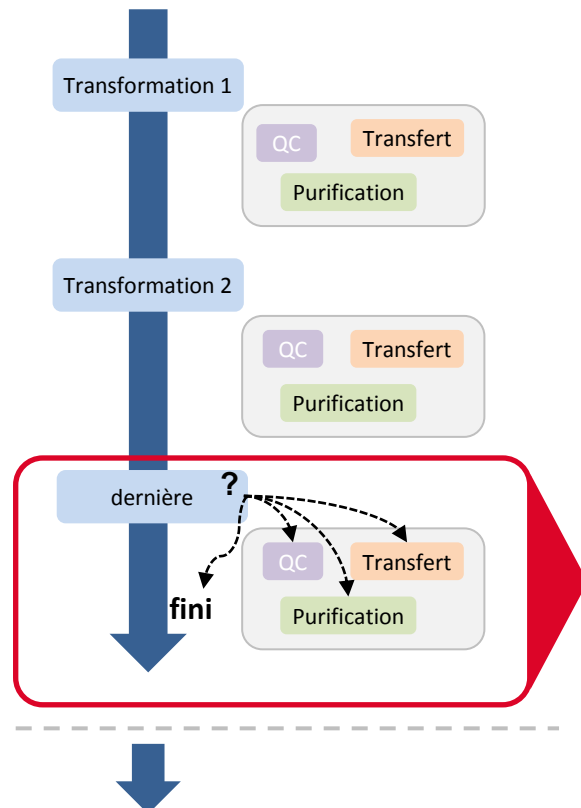 Transformation 1
QC
Transfert
Purification
Transformation 2
QC
Transfert
Purification
dernière
?
QC
Transfert
fini
Purification